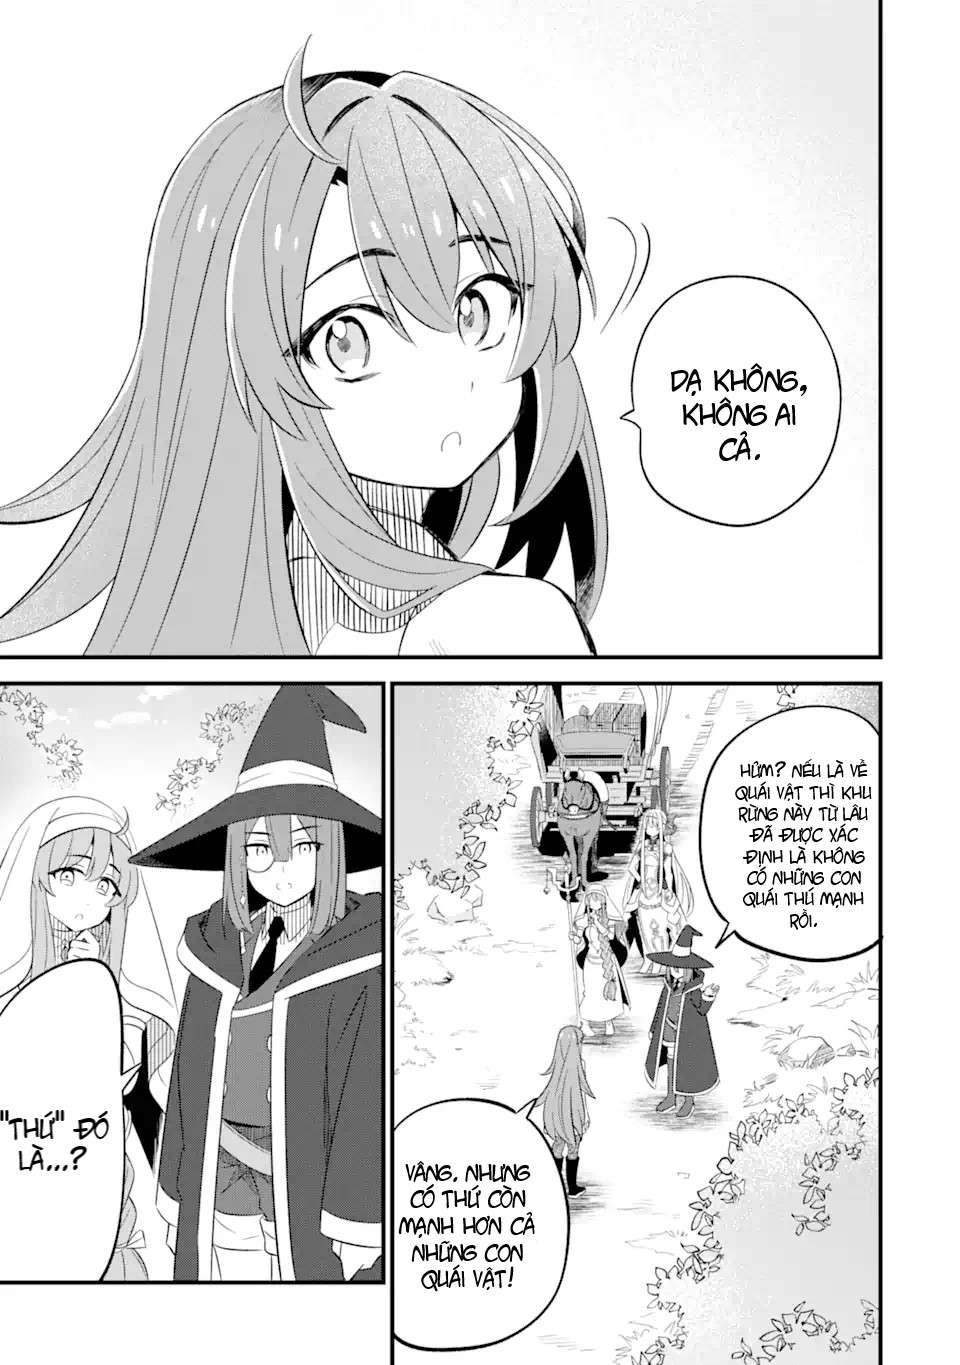 DẠ KHÔNG,
KHÔNG AI
CẢ.
HỬM? NẾU LÀ VỀ
QUÁI VẬT THÌ KHU
RỪNG NÀY TỪ LÂU
ĐÃ ĐƯỢC XÁC
ĐỊNH LÀ KHÔNG
CÓ NHỮNG CON
QUÁI THÚ MẠNH
RỒI.
VÂNG, NHƯNG
CÓ THỨ CÒN
MẠNH HƠN CẢ
NHỮNG CON
QUÁI VẬT!
"THỨ" ĐÓ
LÀ...?